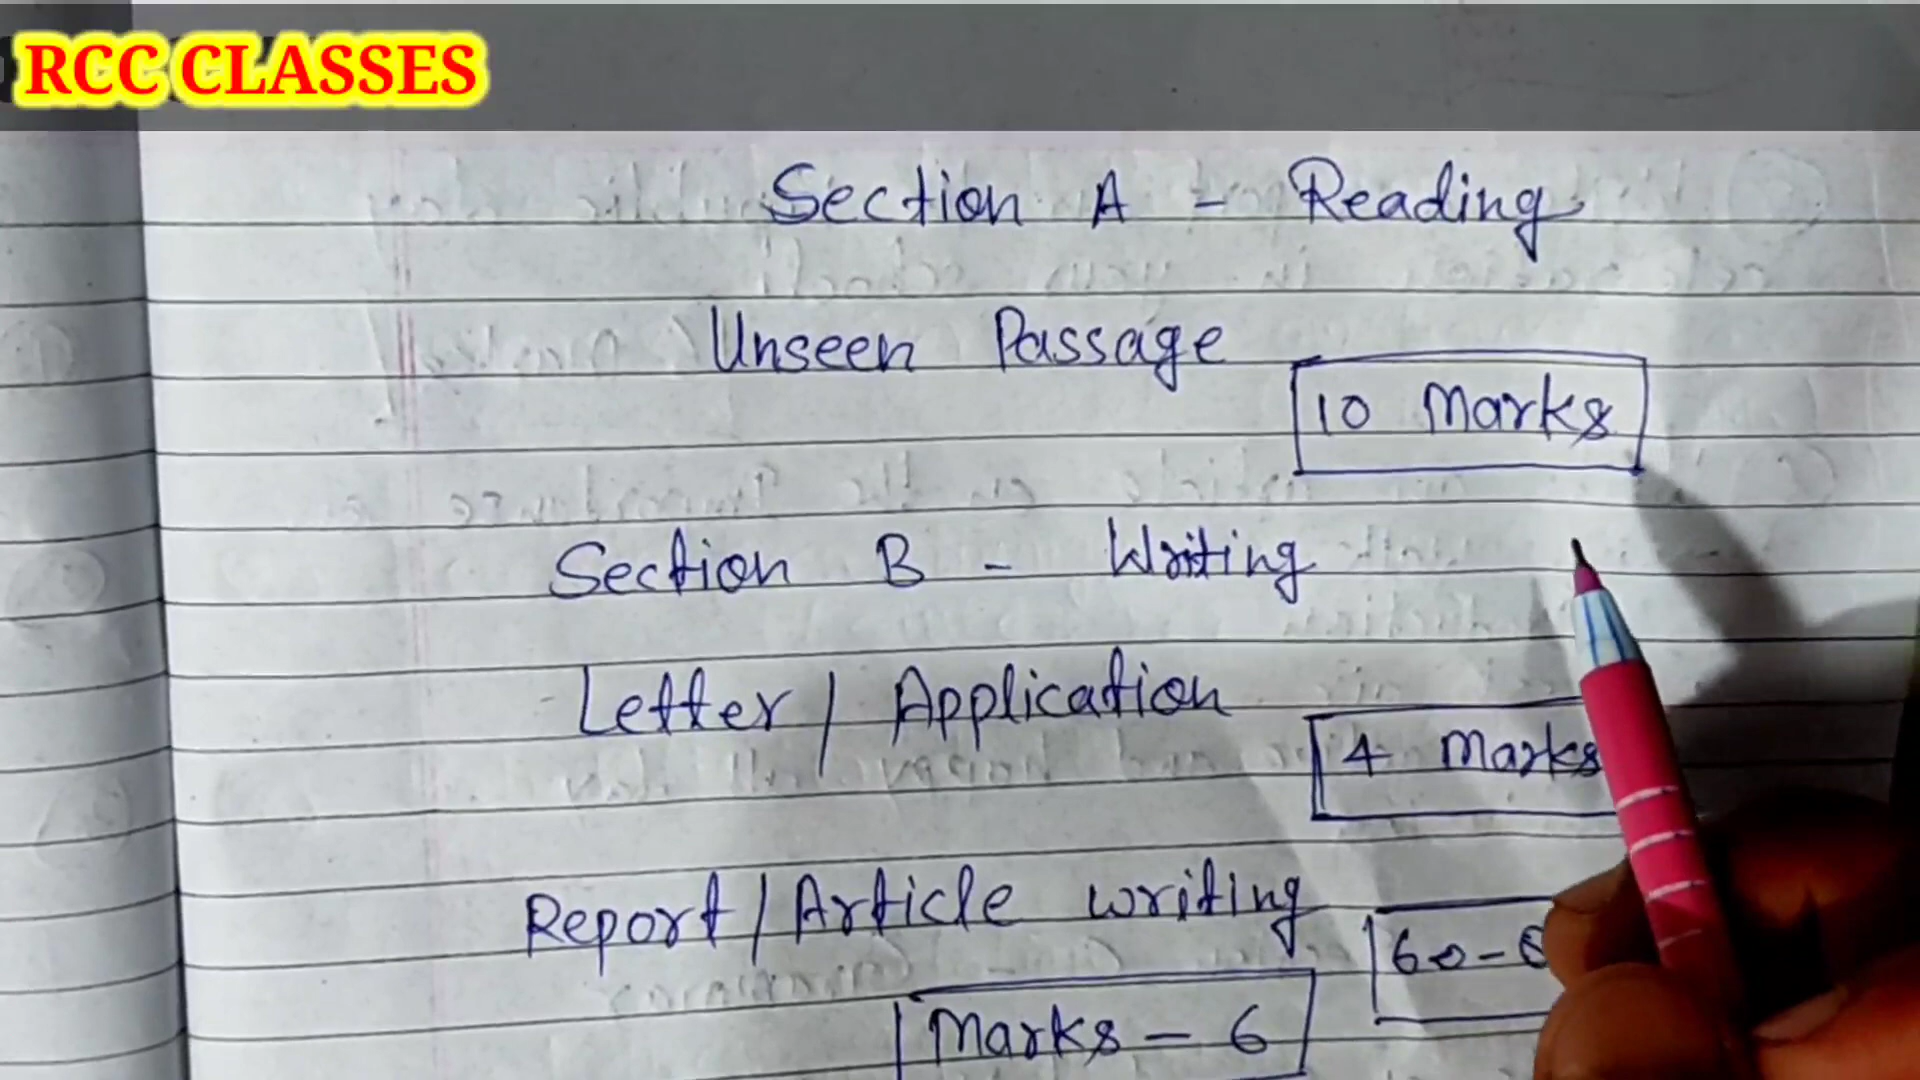 RCC CLASSES
Section A - Reading
Unseen Passage
10 Marks
Section B - Writing
Letter / Application
4 Marks
Report / Article writing
60-
Marks - 6